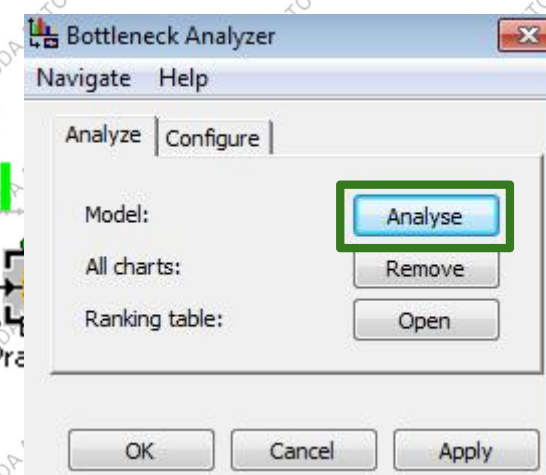 Bottleneck Analyzer
Navigate Help
Analyze Configure
Model: Analyse
All charts: Remove
Ranking table: Open
OK Cancel Apply